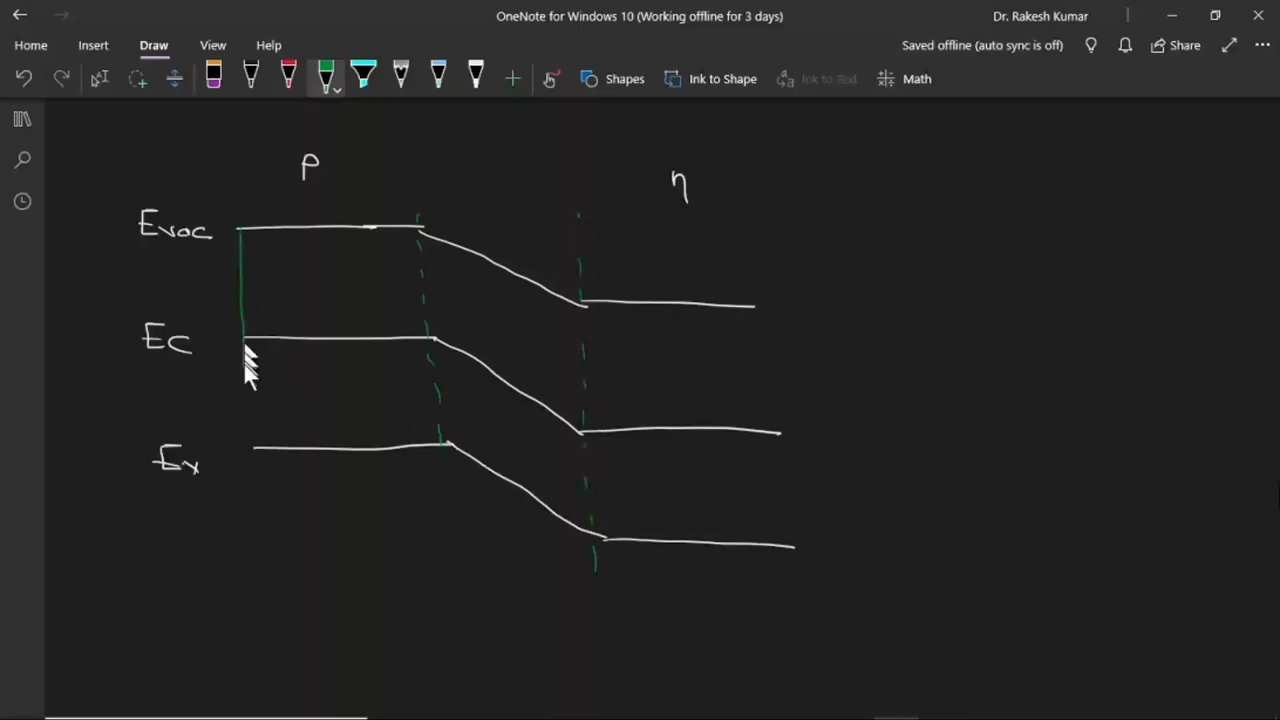 OneNote for Windows 10 (Working offline for 3 days)
Dr. Rakesh Kumar
Home Insert Draw View Help
Saved offline (auto sync is off)
Share
Shapes
Ink to Shape
Ink to Text
Math
P
η
Evac
Ec
Ev